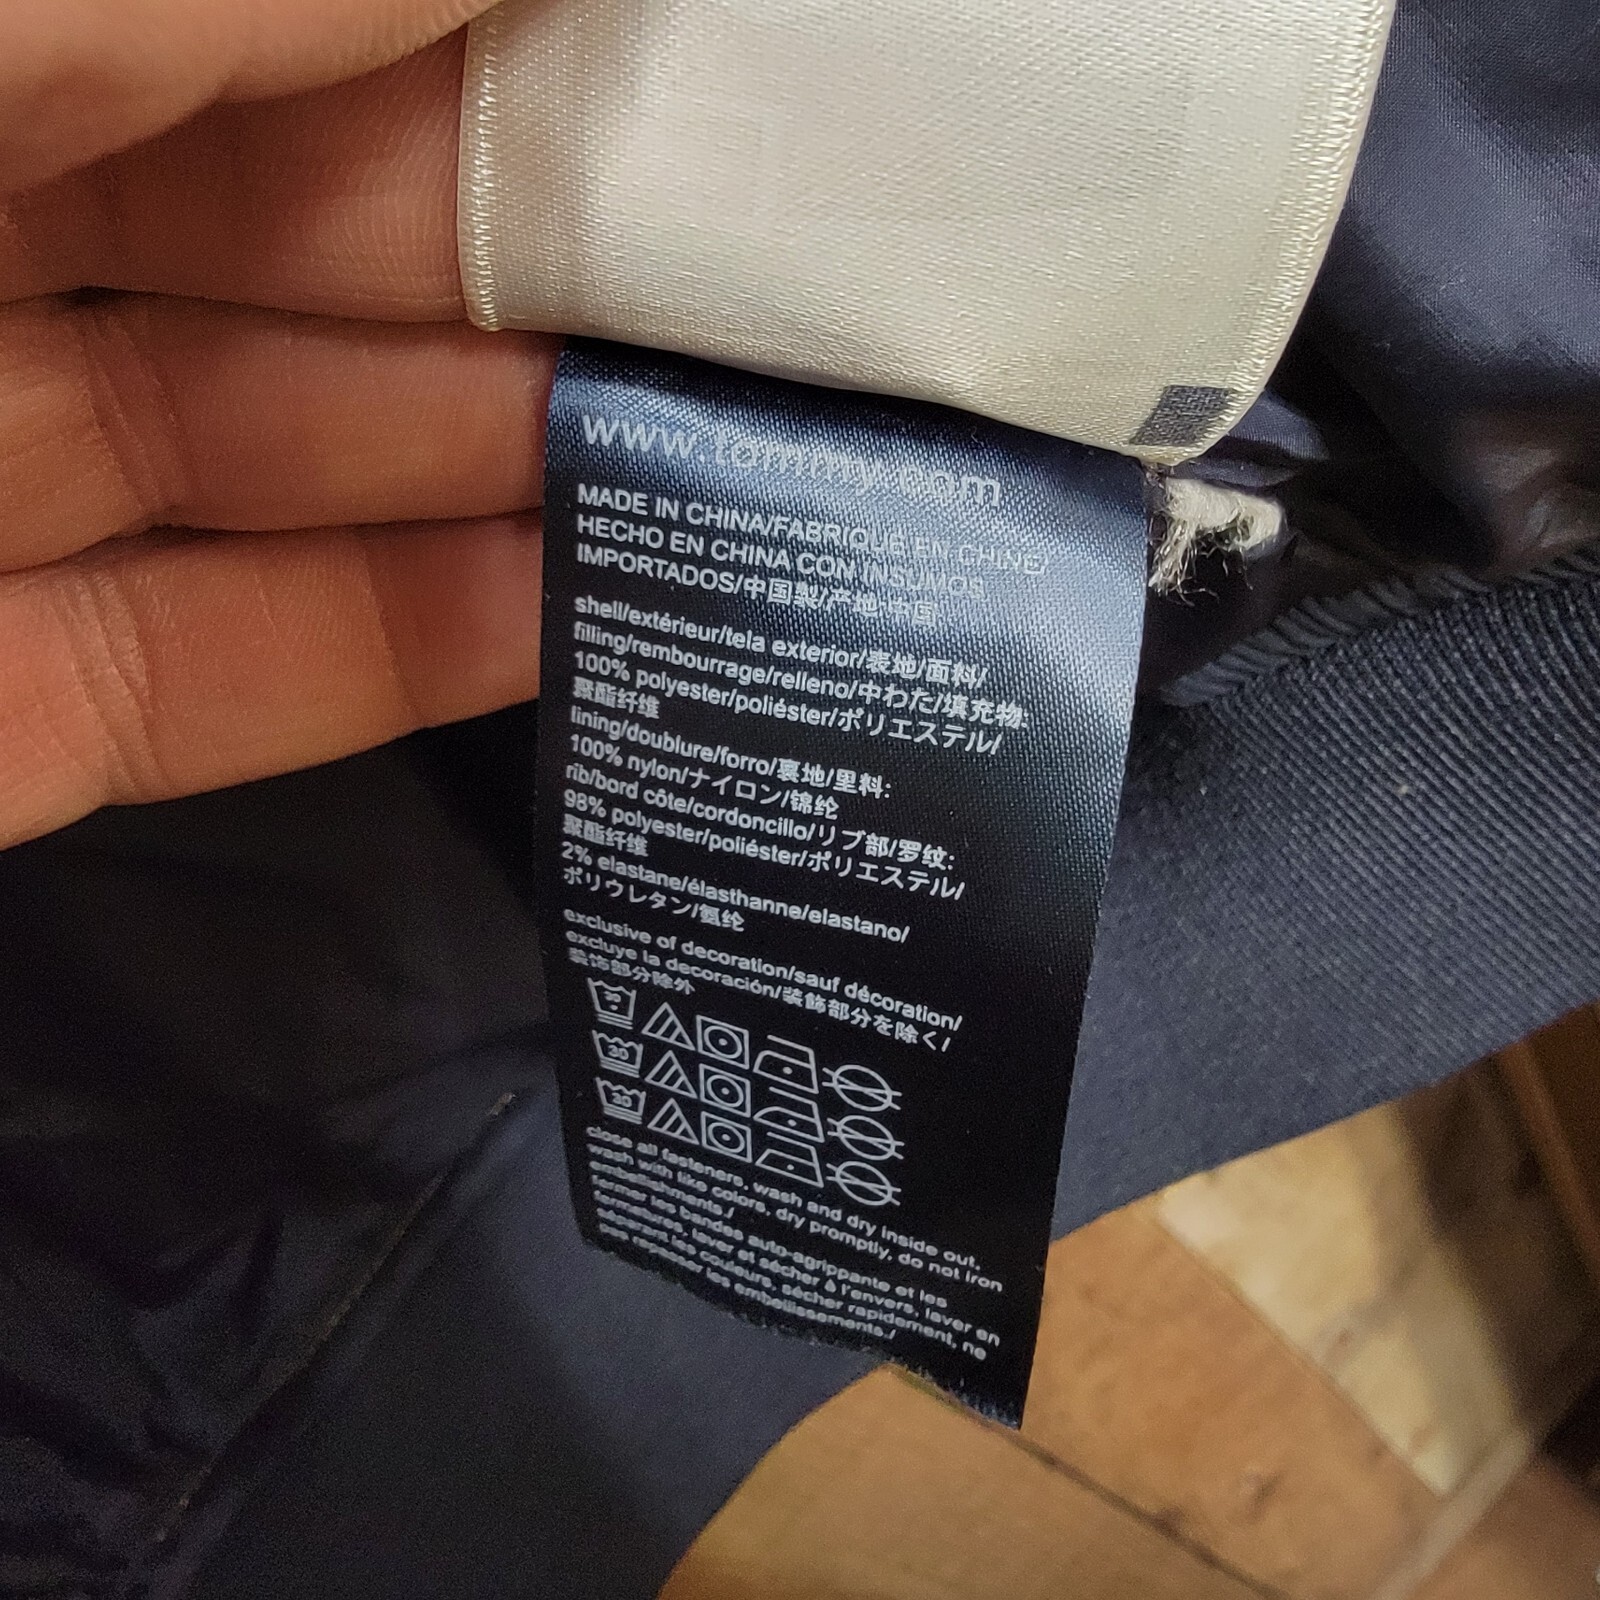 www.tommy.com
MADE IN CHINA/FABRIQUÉ EN CHINE
HECHO EN CHINA CON INSUMOS
IMPORTADOS/中国製/产地:中国
shell/extérieur/tela exterior/表地/面料/
filling/rembourrage/relleno/中わた/填充物:
100% polyester/poliéster/ポリエステル/
聚酯纤维
lining/doublure/forro/裏地/里料:
100% nylon/ナイロン/锦纶
rib/bord côte/cordoncillo/リブ部/罗纹:
98% polyester/poliéster/ポリエステル/
聚酯纤维
2% elastane/élasthanne/elastano/
ポリウレタン/氨纶
exclusive of decoration/sauf décoration/
excluye la decoración/装飾部分を除く/
装饰部分除外
30
30
30
close all fasteners, wash and dry inside out,
wash with like colors, dry promptly, do not iron
embellishments./
fermer les bandes auto-agrippante et les
fermetures, laver et sécher à l'envers, laver en
séparant les couleurs, sécher rapidement, ne
pas repasser les embellissements./